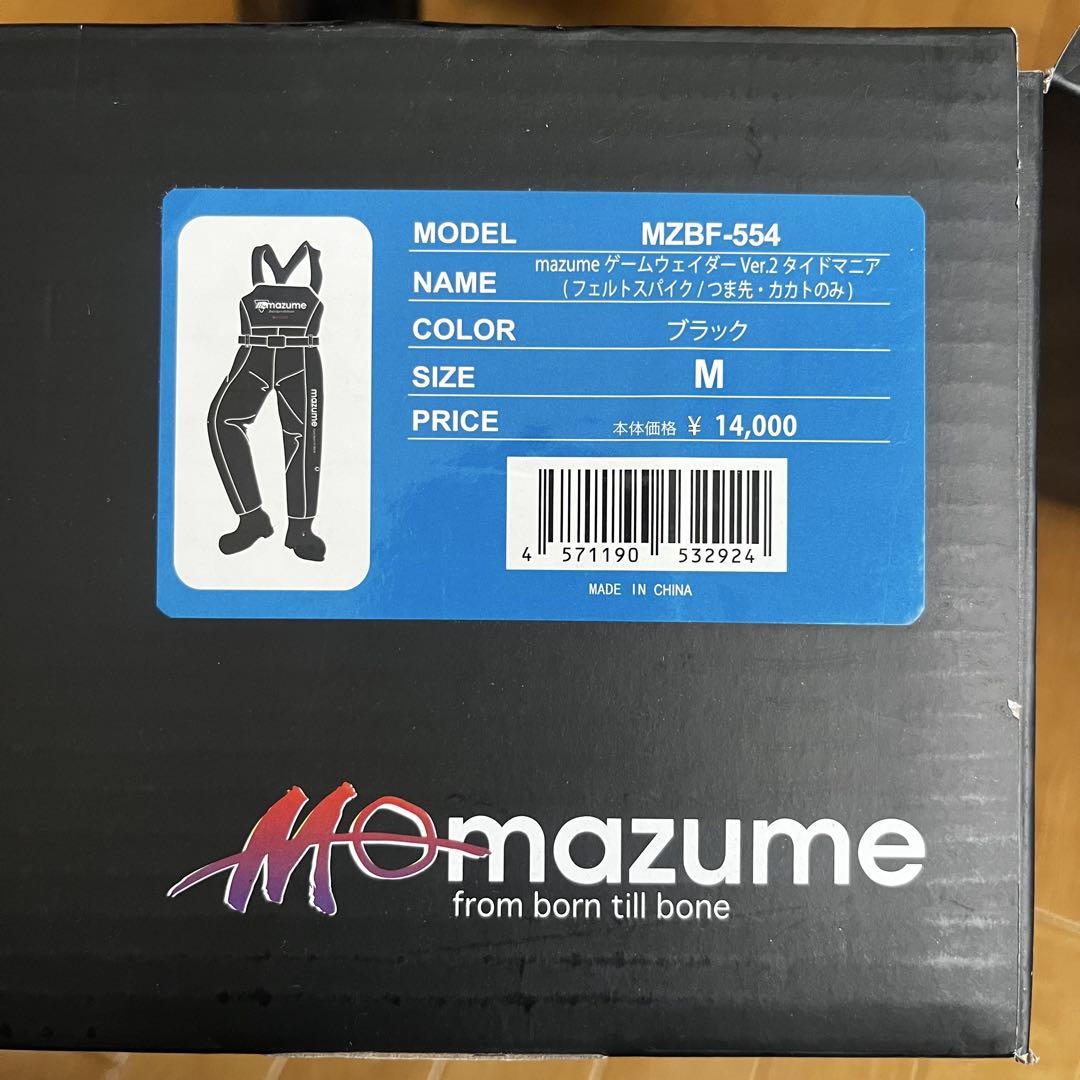 MODEL MZBF-554
NAME mazume ゲームウェイダー Ver.2 タイドマニア
(フェルトスパイク / つま先・カカトのみ)
COLOR ブラック
SIZE M
PRICE 本体価格 ¥ 14,000
mazume
mazume
4 571190 532924
MADE IN CHINA
MO mazume
from born till bone